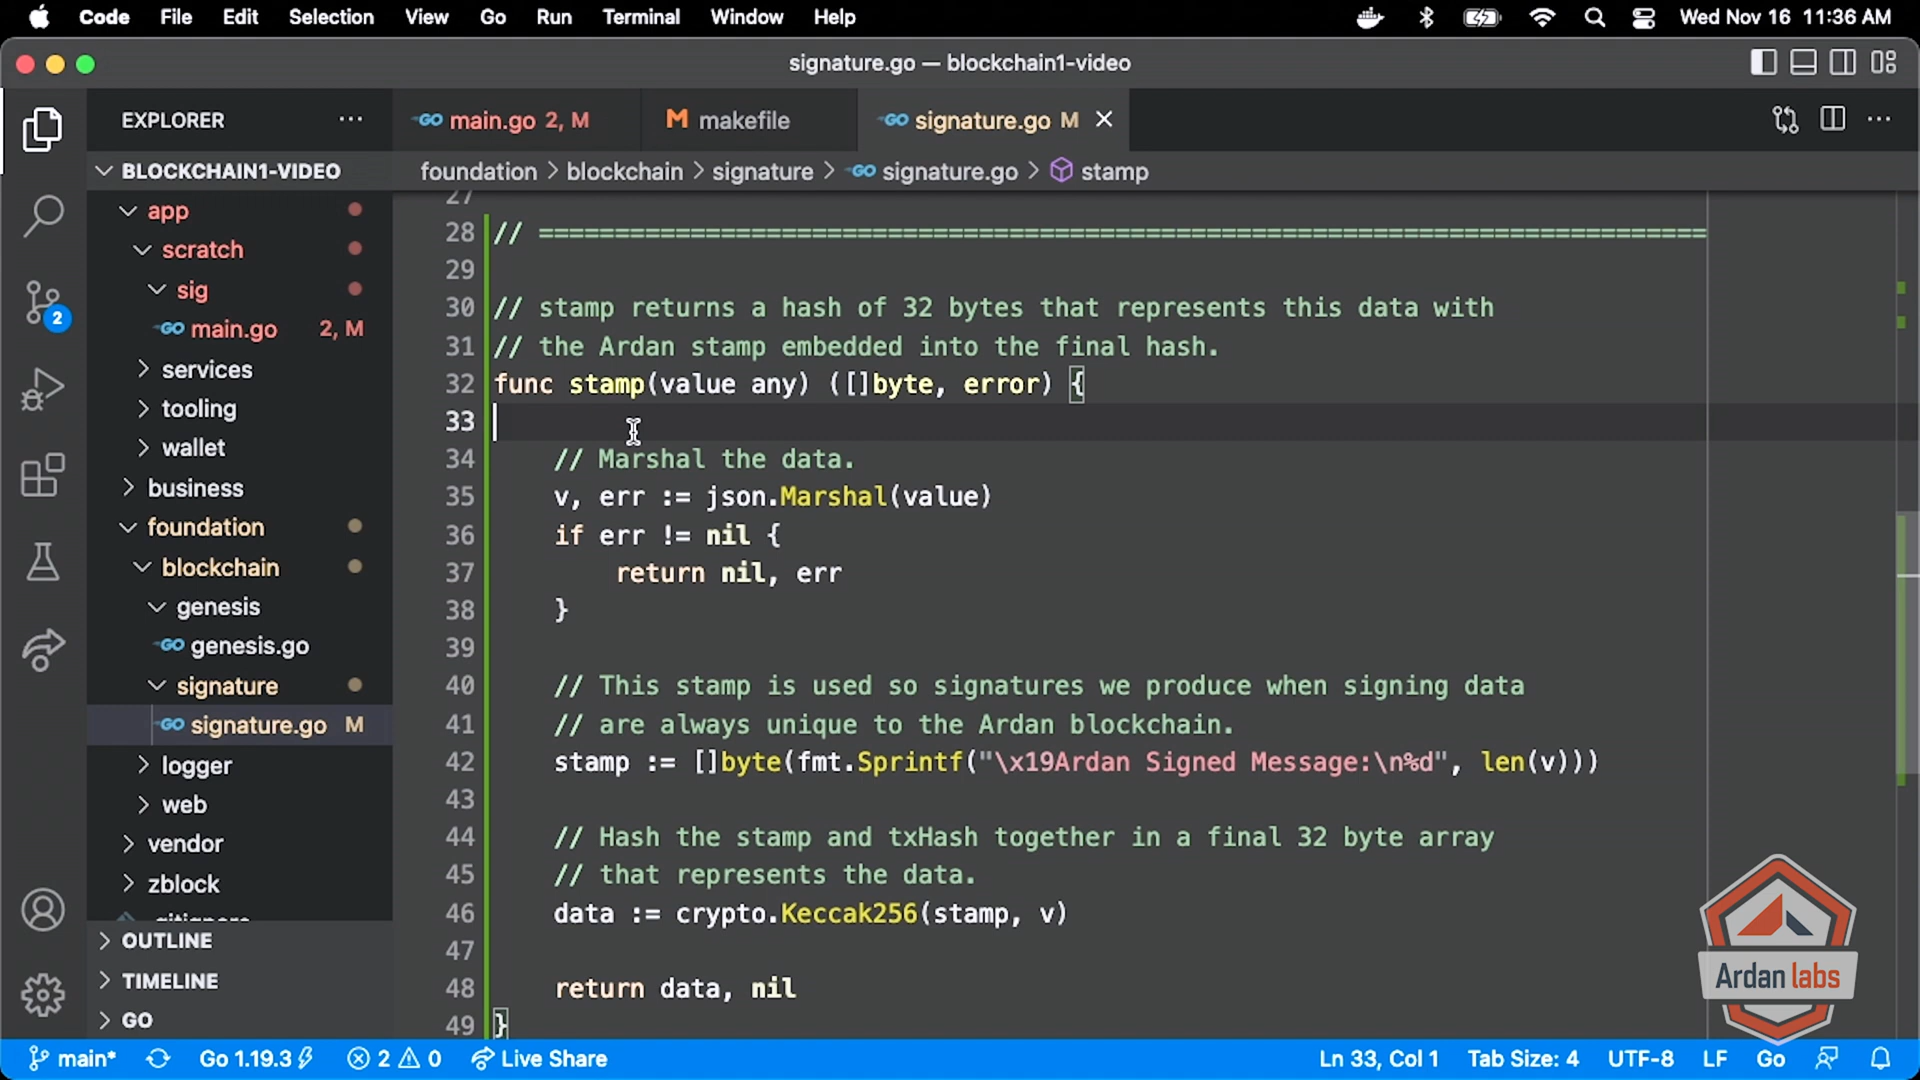 Code File Edit Selection View Go Run Terminal Window Help Wed Nov 16 11:36 AM
signature.go — blockchain1-video
EXPLORER ···
main.go 2, M makefile signature.go M
BLOCKCHAIN1-VIDEO
foundation > blockchain > signature > signature.go > stamp
app
scratch
sig
main.go 2, M
services
tooling
wallet
business
foundation
blockchain
genesis
genesis.go
signature
signature.go M
logger
web
vendor
zblock
.gitignore
OUTLINE
TIMELINE
GO
2
27
28 // =============================================================================
29
30 // stamp returns a hash of 32 bytes that represents this data with
31 // the Ardan stamp embedded into the final hash.
32 func stamp(value any) ([]byte, error) {
33
34 // Marshal the data.
35 v, err := json.Marshal(value)
36 if err != nil {
37 return nil, err
38 }
39
40 // This stamp is used so signatures we produce when signing data
41 // are always unique to the Ardan blockchain.
42 stamp := []byte(fmt.Sprintf("\x19Ardan Signed Message:\n%d", len(v)))
43
44 // Hash the stamp and txHash together in a final 32 byte array
45 // that represents the data.
46 data := crypto.Keccak256(stamp, v)
47
48 return data, nil
49 }
Ardan labs
main* Go 1.19.3 2 0 Live Share Ln 33, Col 1 Tab Size: 4 UTF-8 LF Go